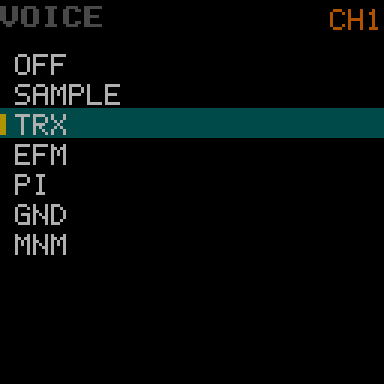 VOICE CH1
OFF
SAMPLE
TRX
EFM
PI
GND
MNM